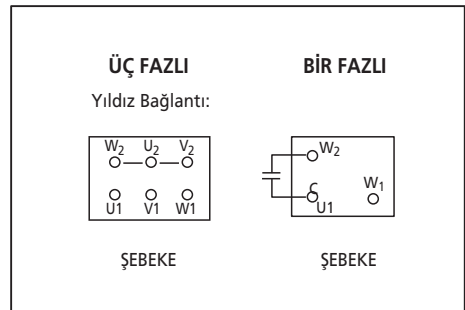 ÜÇ FAZLI
Yıldız Bağlantı:
W2 U2 V2
U1 V1 W1
ŞEBEKE
BİR FAZLI
W2
W1
U1
ŞEBEKE